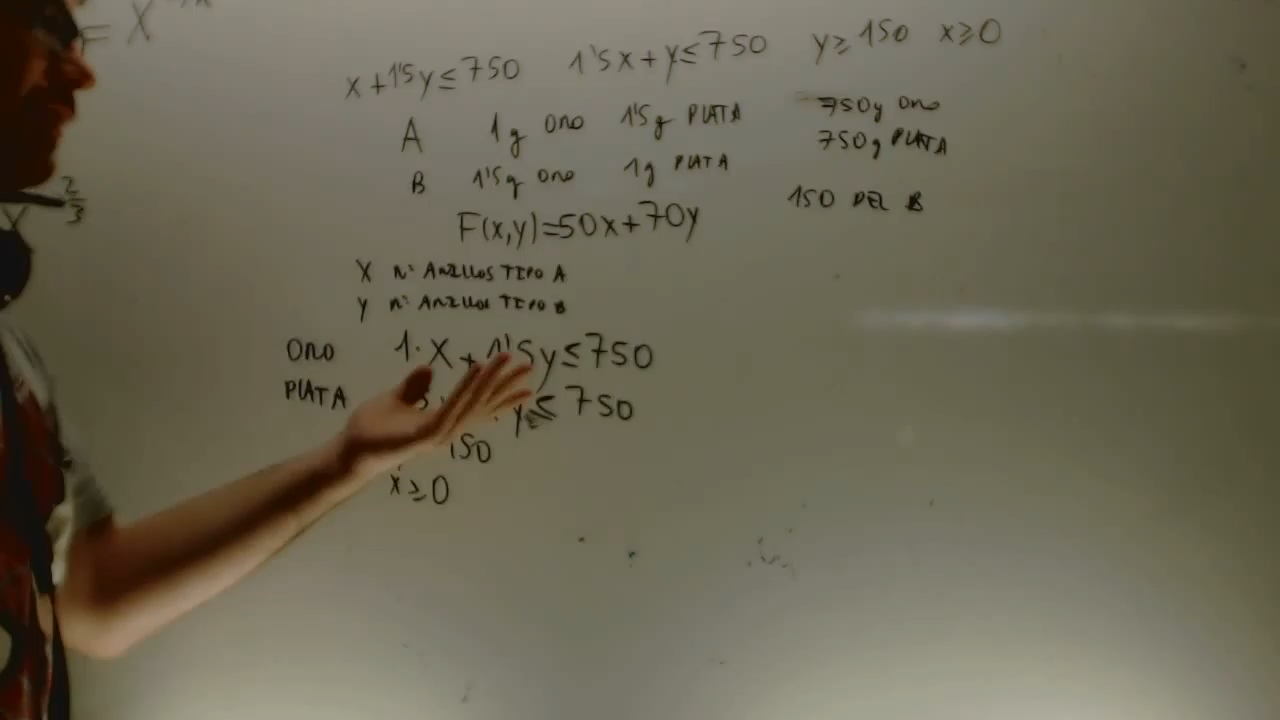 = X
x + 1'5y ≤ 750 1'5x + y ≤ 750 y ≥ 150 x ≥ 0
A 1g ORO 1'5g PLATA 750g ORO
750g PLATA
B 1'5g ORO 1g PLATA
150 DEL B
2/3
F(x,y)=50x+70y
X Nº ANILLOS TIPO A
Y Nº ANILLOS TIPO B
ORO 1·X + 1'5y ≤ 750
PLATA y ≤ 750
150
x ≥ 0